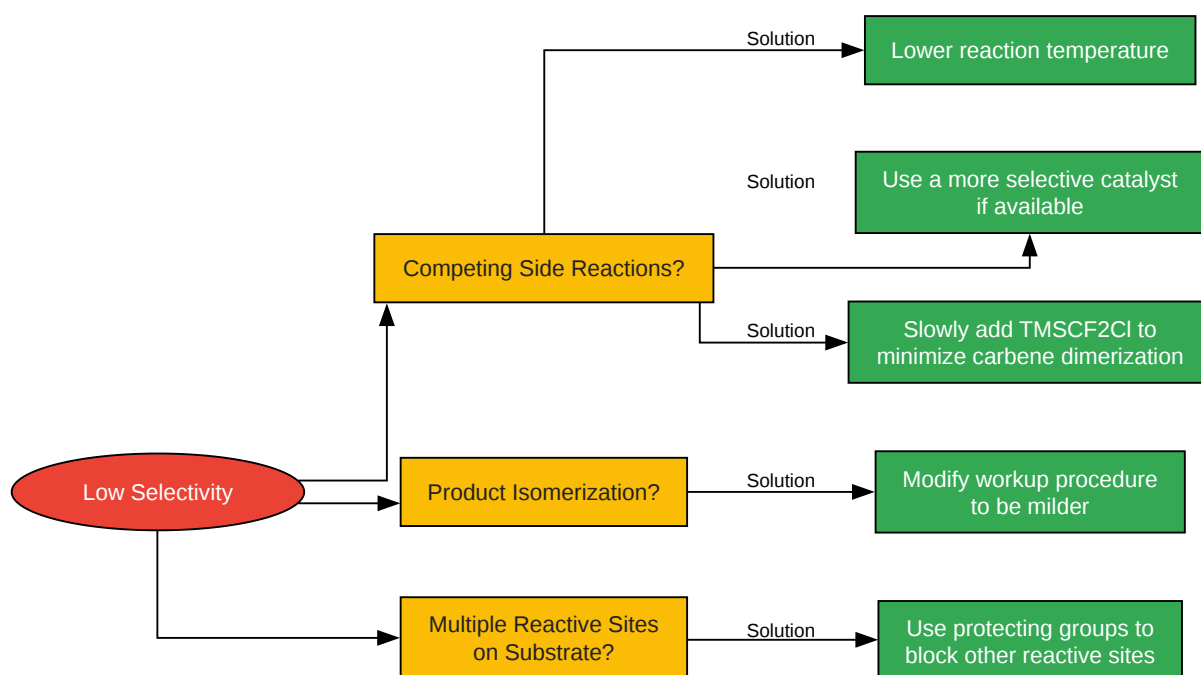 Solution
Lower reaction temperature
Solution
Use a more selective catalyst
if available
Competing Side Reactions?
Solution
Slowly add TMSCF2Cl to
minimize carbene dimerization
Low Selectivity
Product Isomerization?
Solution
Modify workup procedure
to be milder
Multiple Reactive Sites
on Substrate?
Solution
Use protecting groups to
block other reactive sites